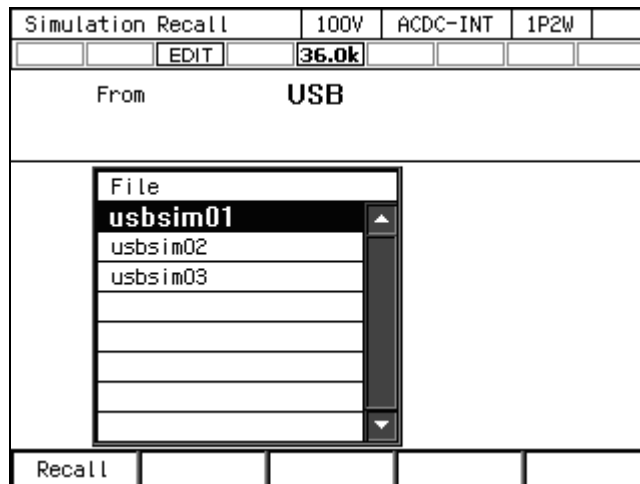 Simulation Recall 100V ACDC-INT 1P2W
EDIT 36.0k
From USB
File
usbsim01
usbsim02
usbsim03
Recall